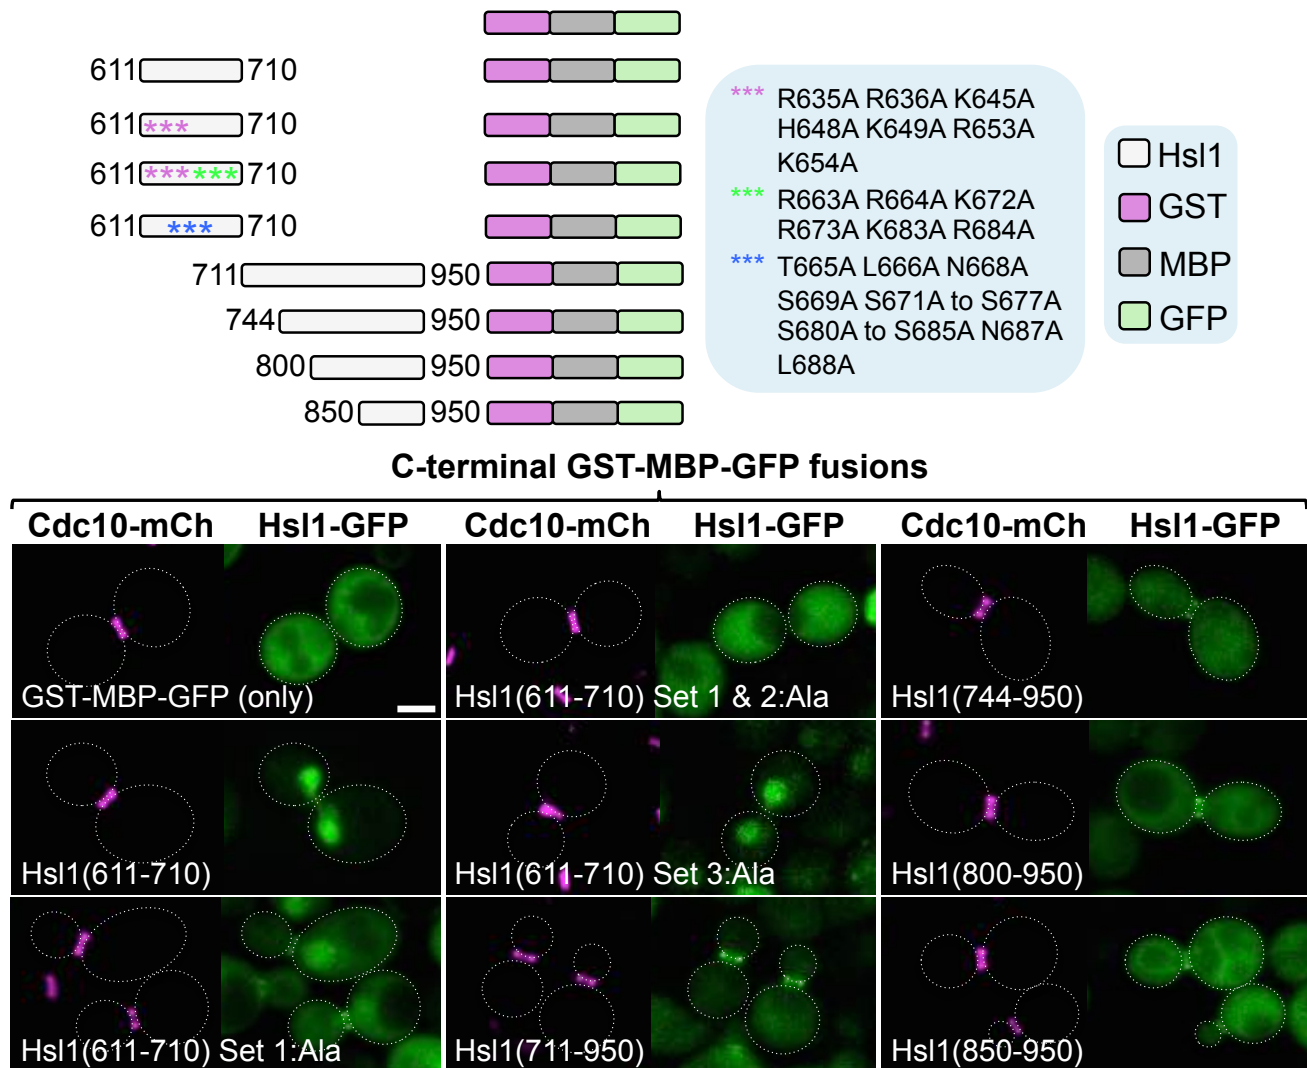 611 710
611 *** 710
611 *** *** 710
611 *** 710
711 950
744 950
800 950
850 950
*** R635A R636A K645A
H648A K649A R653A
K654A
*** R663A R664A K672A
R673A K683A R684A
*** T665A L666A N668A
S669A S671A to S677A
S680A to S685A N687A
L688A
Hsl1
GST
MBP
GFP
C-terminal GST-MBP-GFP fusions
Cdc10-mCh Hsl1-GFP Cdc10-mCh Hsl1-GFP Cdc10-mCh Hsl1-GFP
GST-MBP-GFP (only) Hsl1(611-710) Set 1 & 2:Ala Hsl1(744-950)
Hsl1(611-710) Hsl1(611-710) Set 3:Ala Hsl1(800-950)
Hsl1(611-710) Set 1:Ala Hsl1(711-950) Hsl1(850-950)